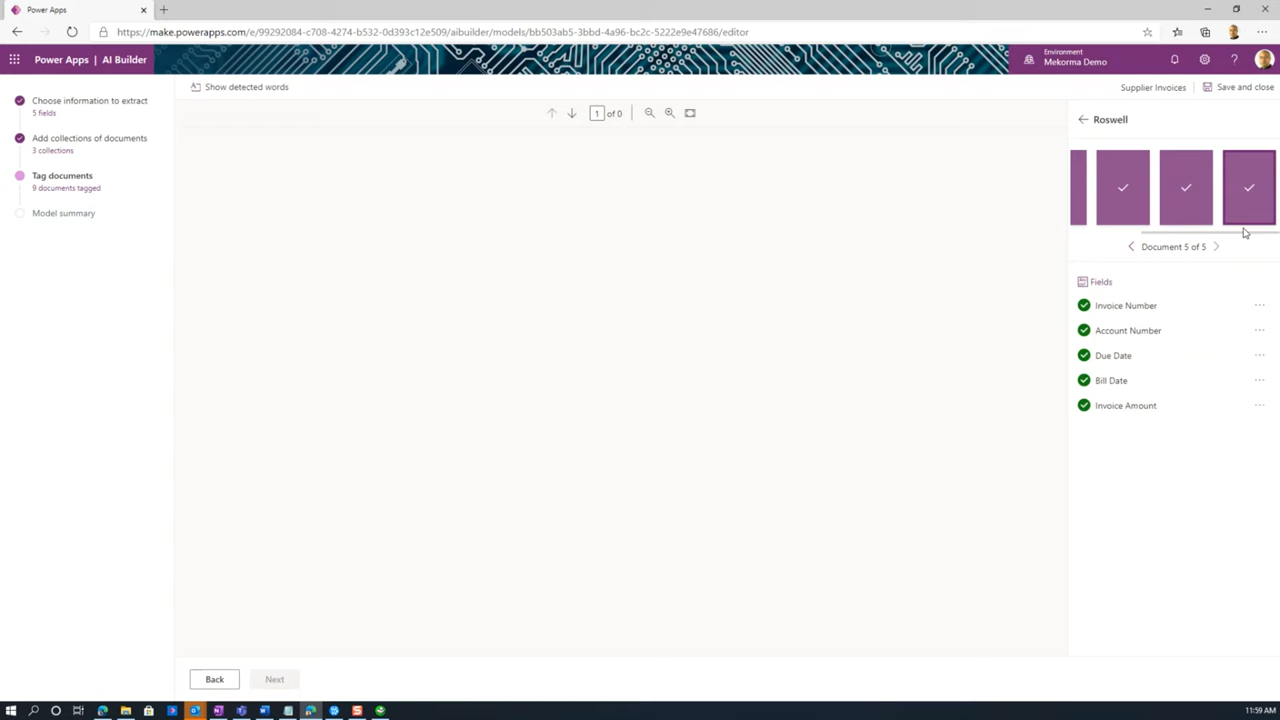 Power Apps
https://make.powerapps.com/e/99292084-c708-4274-b532-0d393c12e509/aibuilder/models/bb503ab5-3bbd-4a96-bc2c-5222e9e47686/editor
Power Apps | AI Builder
Environment
Mekorma Demo
Choose information to extract
5 fields
Add collections of documents
3 collections
Tag documents
9 documents tagged
Model summary
Show detected words
Supplier Invoices
Save and close
1 of 0
Roswell
Document 5 of 5
Fields
Invoice Number
Account Number
Due Date
Bill Date
Invoice Amount
Back
Next
11:59 AM